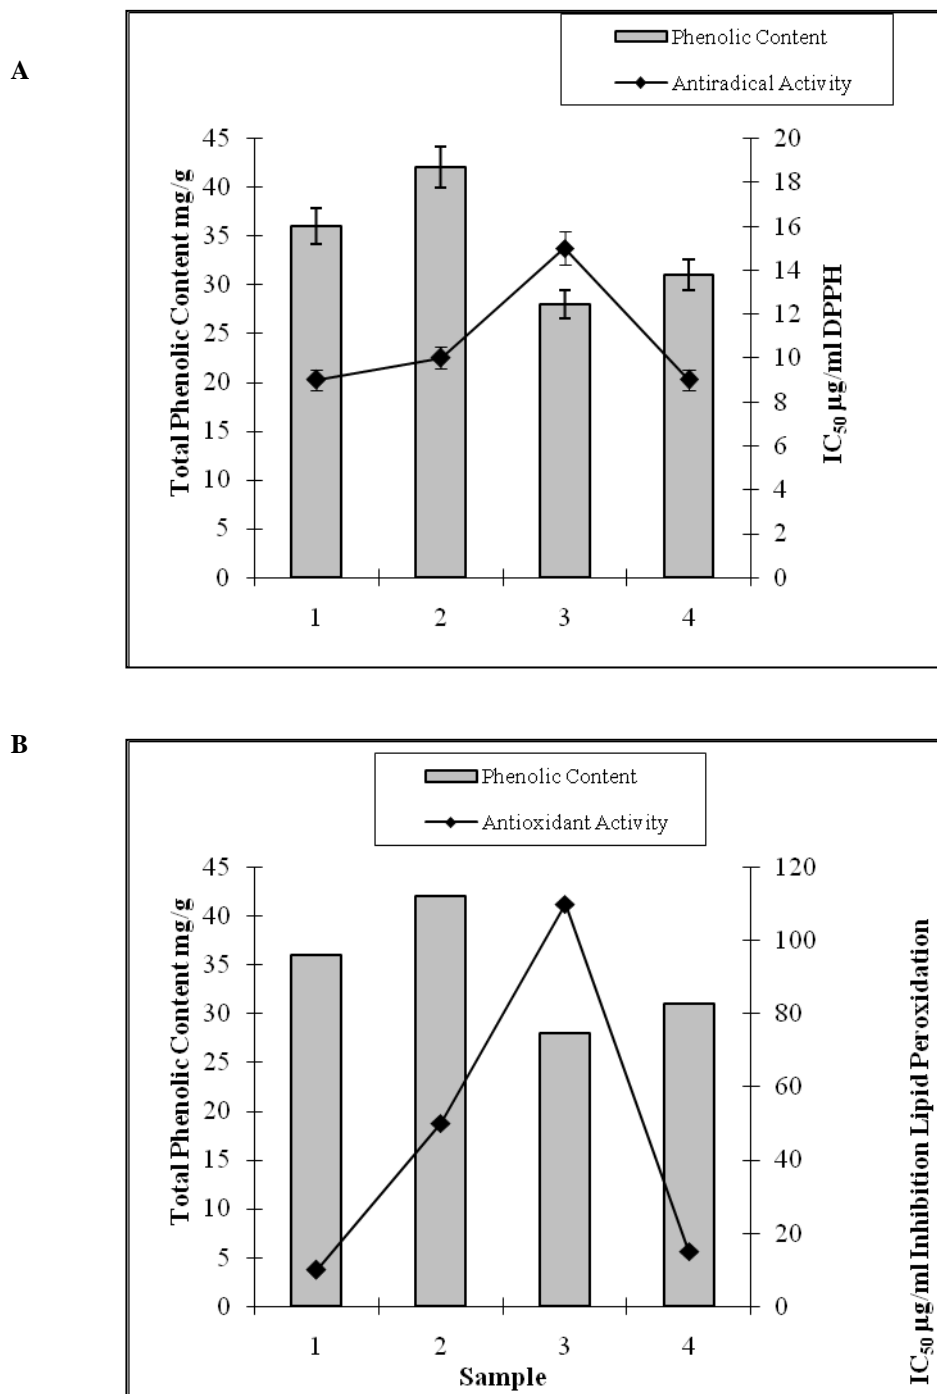 A
Phenolic Content
Antiradical Activity
Total Phenolic Content mg/g
45
40
35
30
25
20
15
10
5
0
20
18
16
14
12
10
8
6
4
2
0
IC₅₀ µg/ml DPPH
1 2 3 4
B
Phenolic Content
Antioxidant Activity
Total Phenolic Content mg/g
45
40
35
30
25
20
15
10
5
0
120
100
80
60
40
20
0
IC₅₀ µg/ml Inhibition Lipid Peroxidation
1 2 3 4
Sample